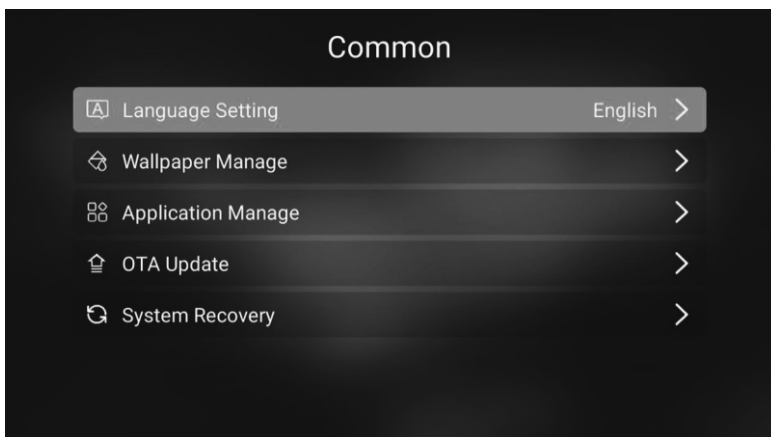 Common
Language Setting English
Wallpaper Manage
Application Manage
OTA Update
System Recovery